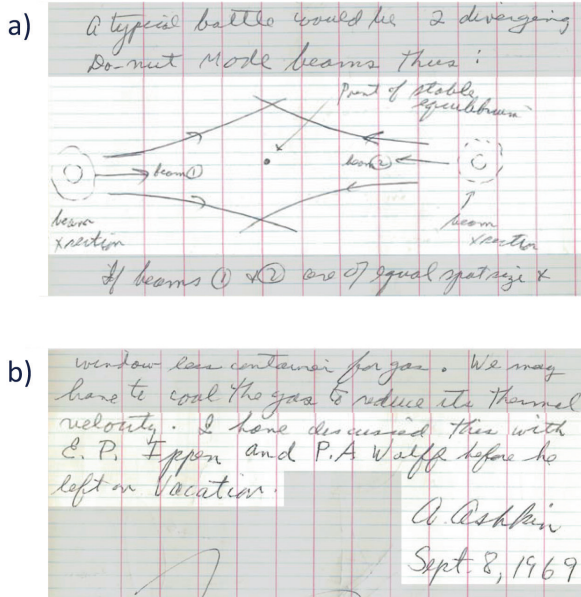 a)
A typical battle would be 2 diverging
Do-nut Mode beams thus:
Point of stable
equilibrium
beam ①
beam ②
beam
xsection
beam
xsection
If beams ① + ② are of equal spotsize +
b)
window less container for gas. We may
have to cool the gas to reduce its thermal
velocity. I have discussed this with
E. P. Ippen and P.A Wolff before he
left on Vacation.
A. Ashkin
Sept. 8, 1969